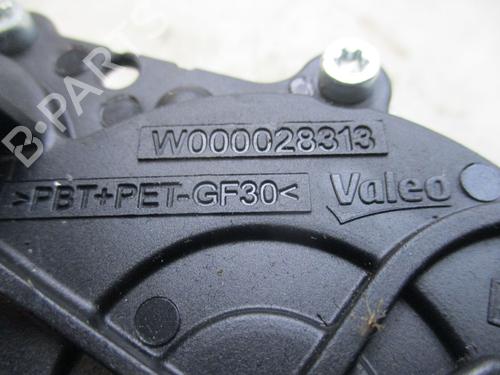 W000028313
>PBT+PET-GF30<
Valeo
B-PARTS